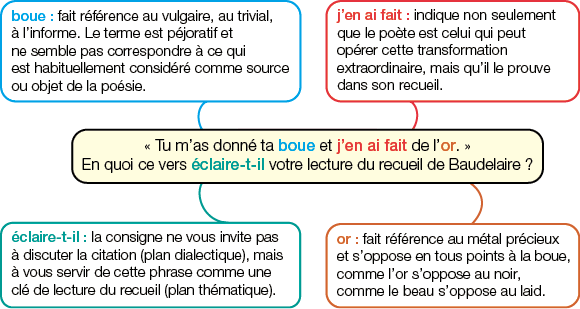 boue : fait référence au vulgaire, au trivial,
à l'informe. Le terme est péjoratif et
ne semble pas correspondre à ce qui
est habituellement considéré comme source
ou objet de la poésie.
j'en ai fait : indique non seulement
que le poète est celui qui peut
opérer cette transformation
extraordinaire, mais qu'il le prouve
dans son recueil.
« Tu m'as donné ta boue et j'en ai fait de l'or. »
En quoi ce vers éclaire-t-il votre lecture du recueil de Baudelaire ?
éclaire-t-il : la consigne ne vous invite pas
à discuter la citation (plan dialectique), mais
à vous servir de cette phrase comme une
clé de lecture du recueil (plan thématique).
or : fait référence au métal précieux
et s'oppose en tous points à la boue,
comme l'or s'oppose au noir,
comme le beau s'oppose au laid.